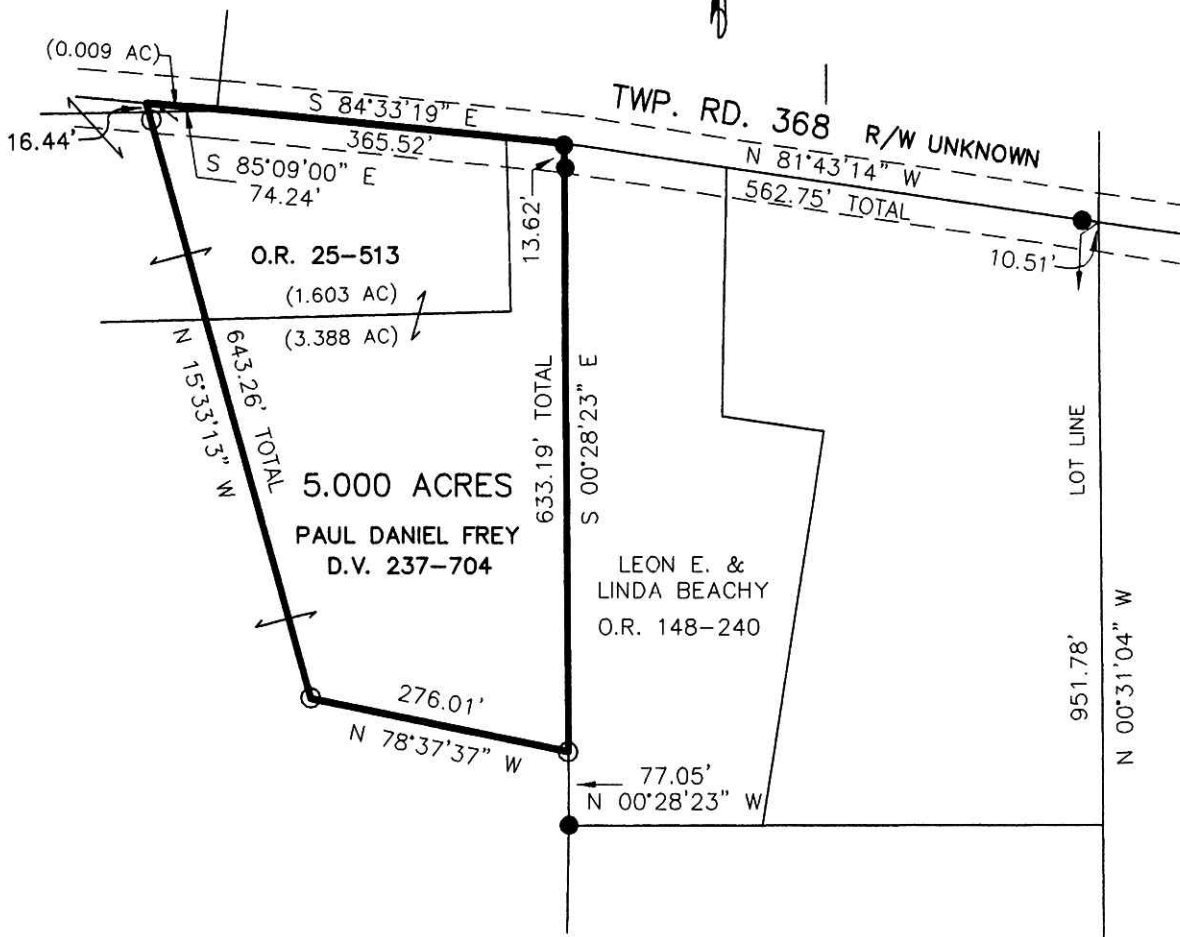 (0.009 AC)
TWP. RD. 368 R/W UNKNOWN
S 84°33'19" E
365.52'
16.44'
N 81°43'14" W
562.75' TOTAL
S 85°09'00" E
74.24'
13.62'
10.51'
O.R. 25-513
(1.603 AC)
(3.388 AC)
643.26' TOTAL
N 15°33'13" W
633.19' TOTAL
S 00°28'23" E
LOT LINE
5.000 ACRES
PAUL DANIEL FREY
D.V. 237-704
LEON E. &
LINDA BEACHY
O.R. 148-240
951.78'
N 00°31'04" W
276.01'
N 78°37'37" W
77.05'
N 00°28'23" W